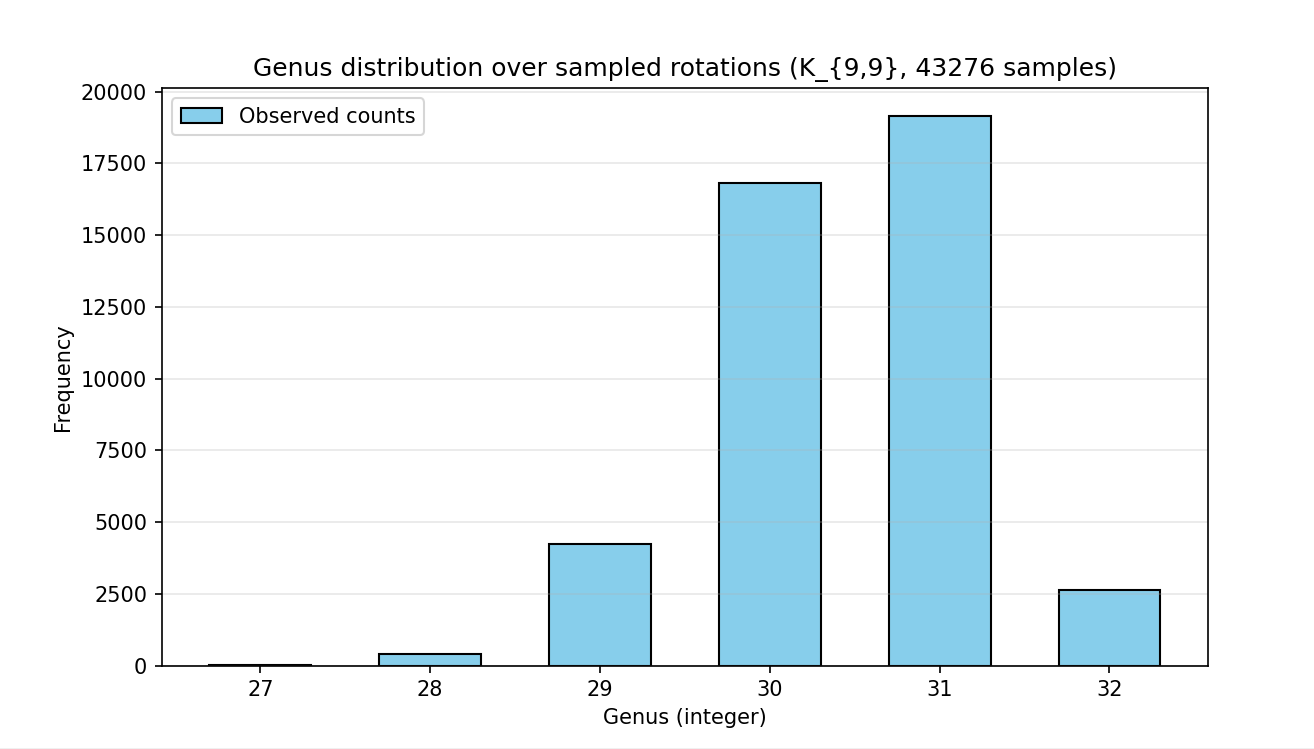 Genus distribution over sampled rotations (K_{9,9}, 43276 samples)
Observed counts
20000
17500
15000
12500
10000
7500
5000
2500
0
Frequency
27 28 29 30 31 32
Genus (integer)